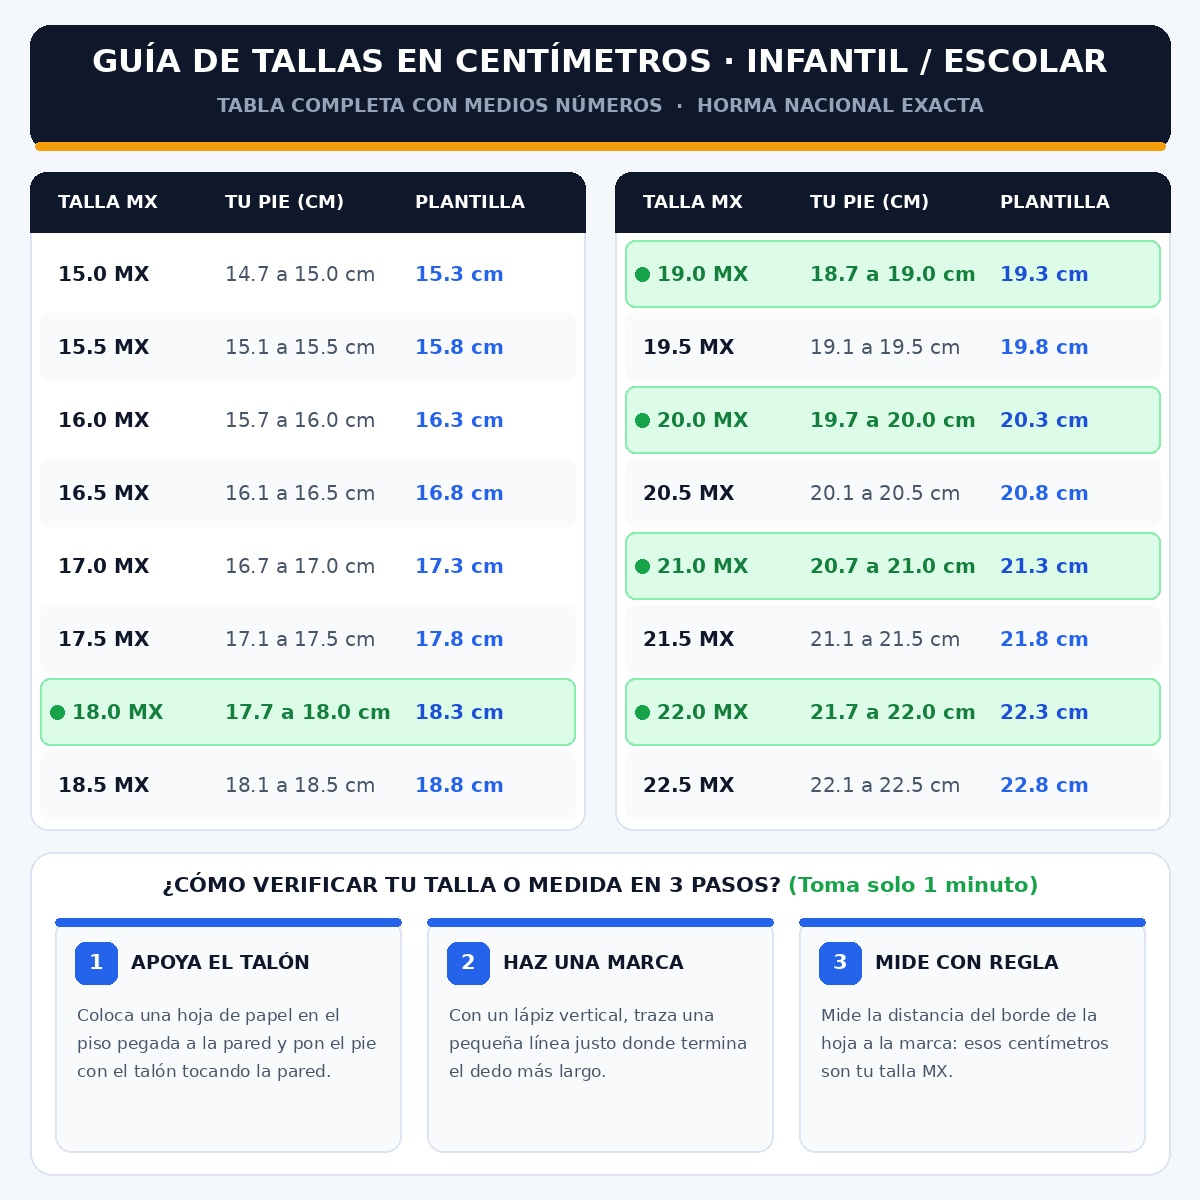 GUÍA DE TALLAS EN CENTÍMETROS · INFANTIL / ESCOLAR
TABLA COMPLETA CON MEDIOS NÚMEROS · HORMA NACIONAL EXACTA
TALLA MX TU PIE (CM) PLANTILLA
15.0 MX 14.7 a 15.0 cm 15.3 cm
15.5 MX 15.1 a 15.5 cm 15.8 cm
16.0 MX 15.7 a 16.0 cm 16.3 cm
16.5 MX 16.1 a 16.5 cm 16.8 cm
17.0 MX 16.7 a 17.0 cm 17.3 cm
17.5 MX 17.1 a 17.5 cm 17.8 cm
18.0 MX 17.7 a 18.0 cm 18.3 cm
18.5 MX 18.1 a 18.5 cm 18.8 cm
TALLA MX TU PIE (CM) PLANTILLA
19.0 MX 18.7 a 19.0 cm 19.3 cm
19.5 MX 19.1 a 19.5 cm 19.8 cm
20.0 MX 19.7 a 20.0 cm 20.3 cm
20.5 MX 20.1 a 20.5 cm 20.8 cm
21.0 MX 20.7 a 21.0 cm 21.3 cm
21.5 MX 21.1 a 21.5 cm 21.8 cm
22.0 MX 21.7 a 22.0 cm 22.3 cm
22.5 MX 22.1 a 22.5 cm 22.8 cm
¿CÓMO VERIFICAR TU TALLA O MEDIDA EN 3 PASOS? (Toma solo 1 minuto)
1 APOYA EL TALÓN
Coloca una hoja de papel en el
piso pegada a la pared y pon el pie
con el talón tocando la pared.
2 HAZ UNA MARCA
Con un lápiz vertical, traza una
pequeña línea justo donde termina
el dedo más largo.
3 MIDE CON REGLA
Mide la distancia del borde de la
hoja a la marca: esos centímetros
son tu talla MX.